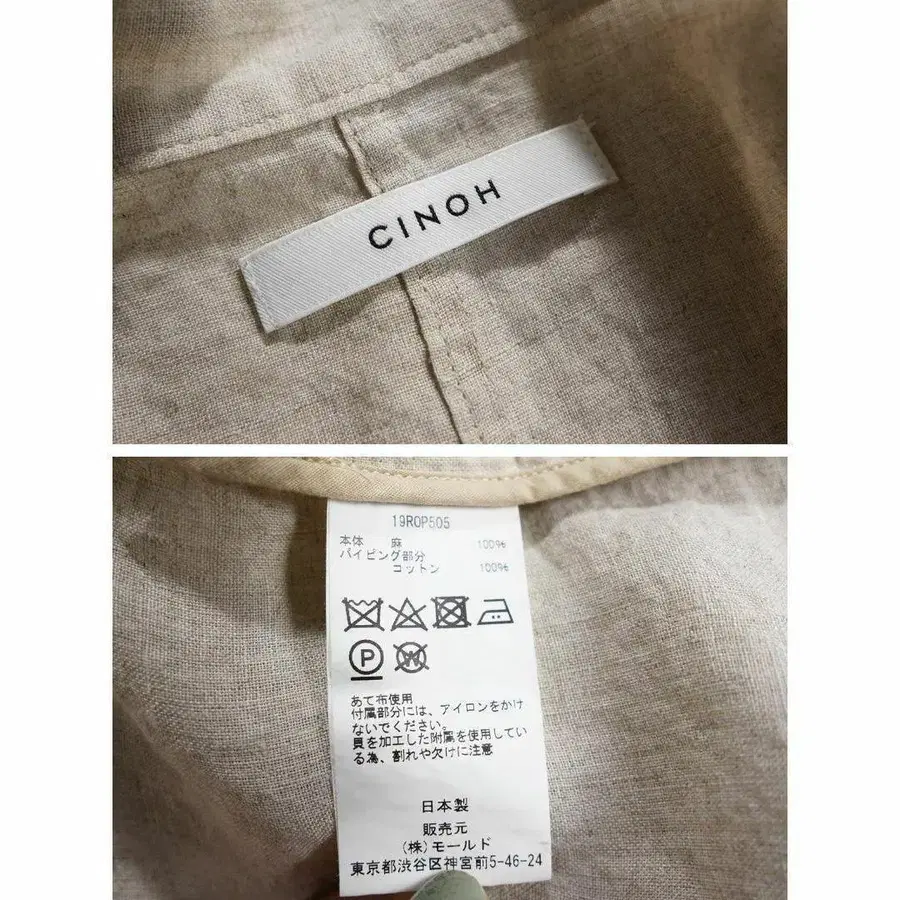 CINOH
19ROP505
本体 麻 100%
パイピング部分
コットン 100%
P
W
あて布使用
付属部分には、アイロンをかけ
ないでください。
貝を加工した附属を使用してい
る為、割れや欠けに注意
日本製
販売元
(株)モールド
東京都渋谷区神宮前5-46-24